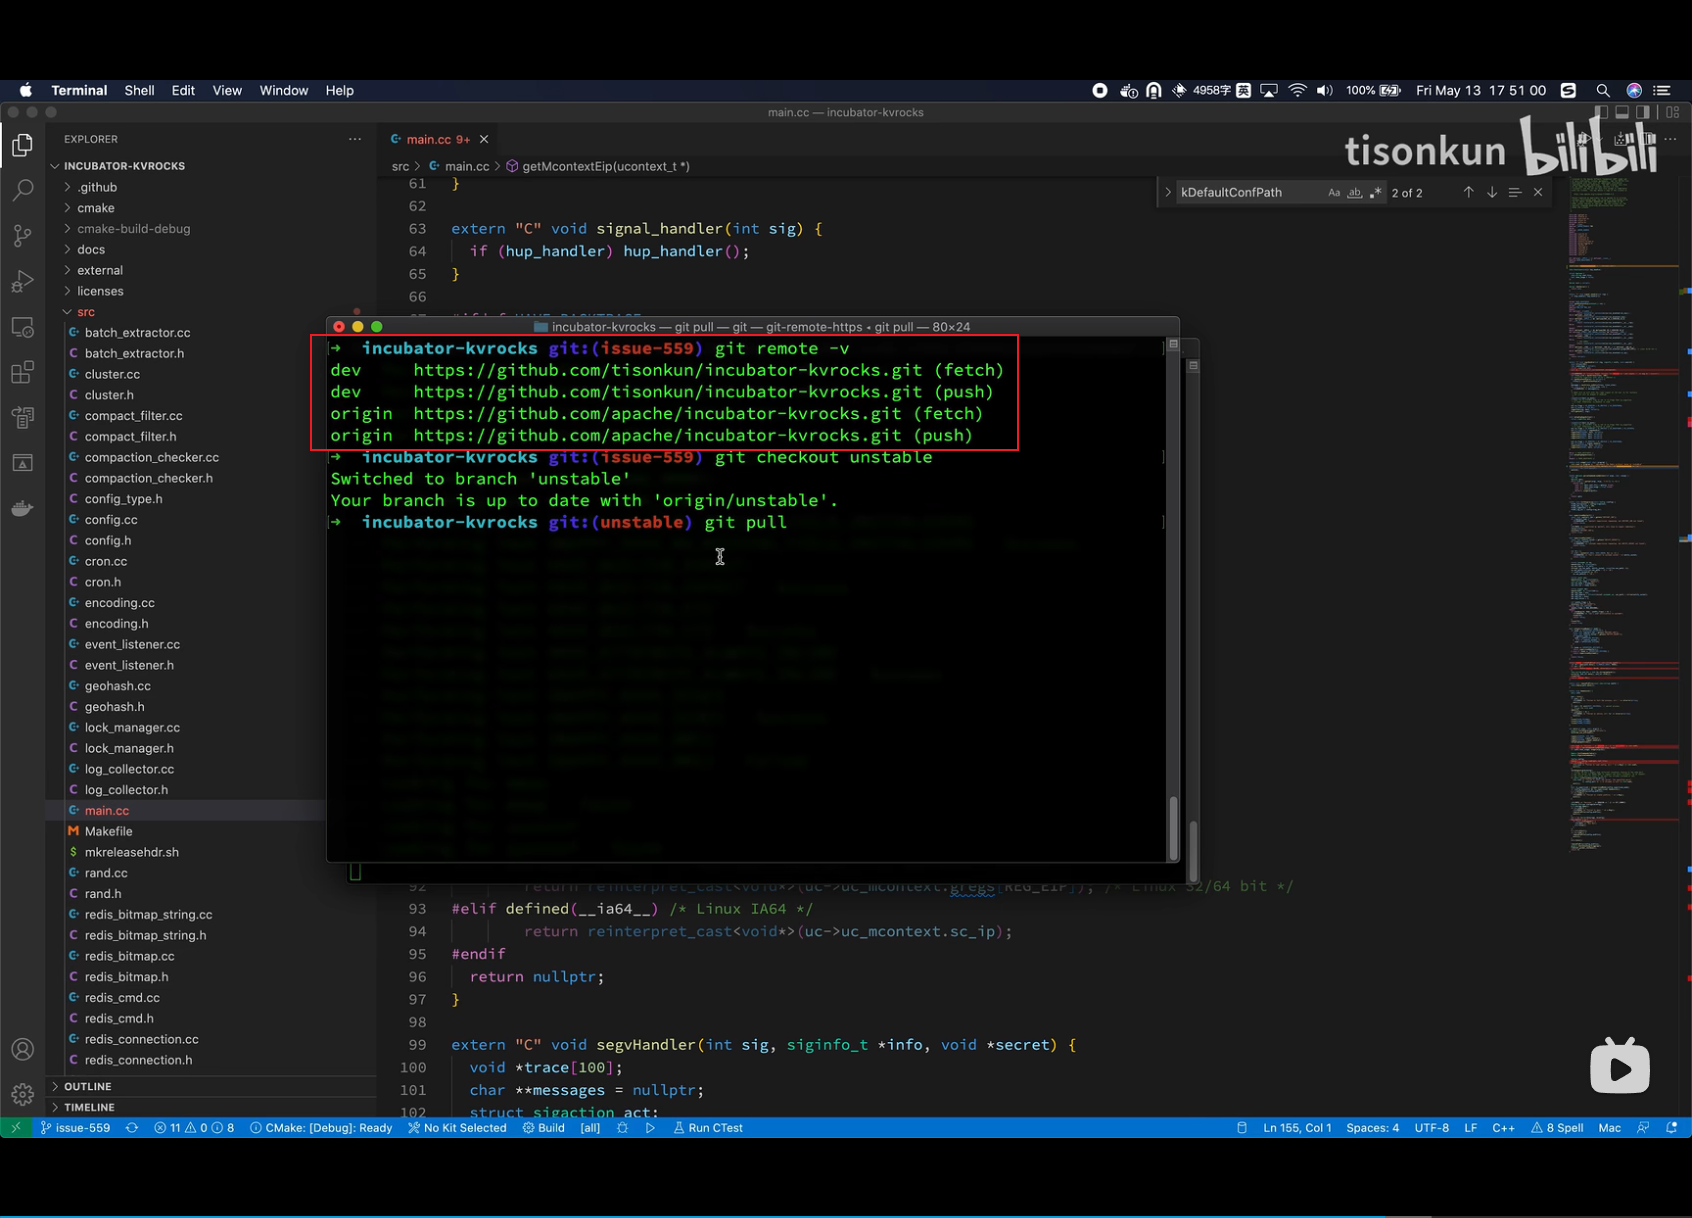 Terminal Shell Edit View Window Help
4958字 英 100% Fri May 13 17 51 00
main.cc — incubator-kvrocks
EXPLORER
main.cc 9+
tisonkun bilibili
INCUBATOR-KVROCKS
src > main.cc > getMcontextEip(ucontext_t *)
kDefaultConfPath Aa ab 2 of 2
.github
cmake
cmake-build-debug
docs
external
licenses
src
batch_extractor.cc
batch_extractor.h
cluster.cc
cluster.h
compact_filter.cc
compact_filter.h
compaction_checker.cc
compaction_checker.h
config_type.h
config.cc
config.h
cron.cc
cron.h
encoding.cc
encoding.h
event_listener.cc
event_listener.h
geohash.cc
geohash.h
lock_manager.cc
lock_manager.h
log_collector.cc
log_collector.h
main.cc
Makefile
mkreleasehdr.sh
rand.cc
rand.h
redis_bitmap_string.cc
redis_bitmap_string.h
redis_bitmap.cc
redis_bitmap.h
redis_cmd.cc
redis_cmd.h
redis_connection.cc
redis_connection.h
OUTLINE
TIMELINE
61 }
62
63 extern "C" void signal_handler(int sig) {
64 if (hup_handler) hup_handler();
65 }
66
incubator-kvrocks — git pull — git — git-remote-https • git pull — 80×24
→ incubator-kvrocks git:(issue-559) git remote -v
dev https://github.com/tisonkun/incubator-kvrocks.git (fetch)
dev https://github.com/tisonkun/incubator-kvrocks.git (push)
origin https://github.com/apache/incubator-kvrocks.git (fetch)
origin https://github.com/apache/incubator-kvrocks.git (push)
→ incubator-kvrocks git:(issue-559) git checkout unstable
Switched to branch 'unstable'
Your branch is up to date with 'origin/unstable'.
→ incubator-kvrocks git:(unstable) git pull
92 return reinterpret_cast<void*>(uc->uc_mcontext.gregs[REG_EIP]); /* Linux 32/64 bit */
93 #elif defined(__ia64__) /* Linux IA64 */
94 return reinterpret_cast<void*>(uc->uc_mcontext.sc_ip);
95 #endif
96 return nullptr;
97 }
98
99 extern "C" void segvHandler(int sig, siginfo_t *info, void *secret) {
100 void *trace[100];
101 char **messages = nullptr;
102 struct sigaction act;
issue-559 11 0 8 CMake: [Debug]: Ready No Kit Selected Build [all] Run CTest Ln 155, Col 1 Spaces: 4 UTF-8 LF C++ 8 Spell Mac